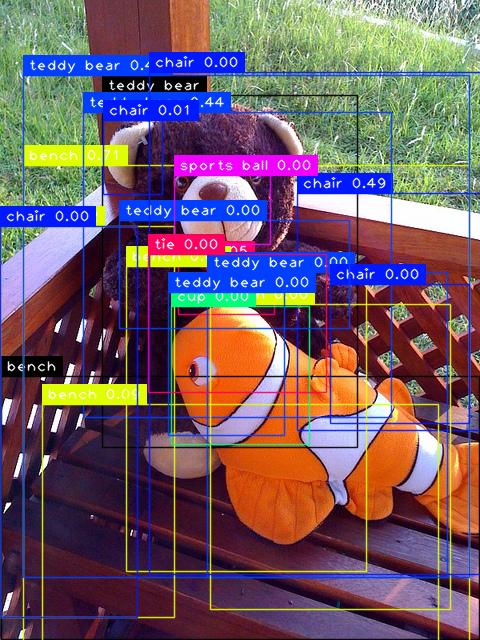 chair 0.00
teddy bear 0.4
teddy bear
.44
chair 0.01
bench 0.71
sports ball 0.00
chair 0.49
teddy bear 0.00
chair 0.00
tie 0.00
teddy bear 0.00
chair 0.00
teddy bear 0.00
cup 0.00
0.00
bench
bench 0.09